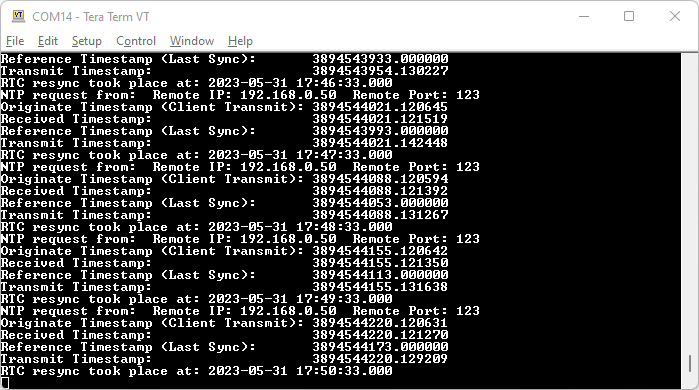 COM14 - Tera Term VT
File Edit Setup Control Window Help
Reference Timestamp (Last Sync):       3894543933.000000
Transmit Timestamp:                    3894543954.130227
RTC resync took place at: 2023-05-31 17:46:33.000
NTP request from:  Remote IP: 192.168.0.50  Remote Port: 123
Originate Timestamp (Client Transmit): 3894544021.120645
Received Timestamp:                    3894544021.121519
Reference Timestamp (Last Sync):       3894543993.000000
Transmit Timestamp:                    3894544021.142448
RTC resync took place at: 2023-05-31 17:47:33.000
NTP request from:  Remote IP: 192.168.0.50  Remote Port: 123
Originate Timestamp (Client Transmit): 3894544088.120594
Received Timestamp:                    3894544088.121392
Reference Timestamp (Last Sync):       3894544053.000000
Transmit Timestamp:                    3894544088.131267
RTC resync took place at: 2023-05-31 17:48:33.000
NTP request from:  Remote IP: 192.168.0.50  Remote Port: 123
Originate Timestamp (Client Transmit): 3894544155.120642
Received Timestamp:                    3894544155.121350
Reference Timestamp (Last Sync):       3894544113.000000
Transmit Timestamp:                    3894544155.131638
RTC resync took place at: 2023-05-31 17:49:33.000
NTP request from:  Remote IP: 192.168.0.50  Remote Port: 123
Originate Timestamp (Client Transmit): 3894544220.120631
Received Timestamp:                    3894544220.121270
Reference Timestamp (Last Sync):       3894544173.000000
Transmit Timestamp:                    3894544220.129209
RTC resync took place at: 2023-05-31 17:50:33.000